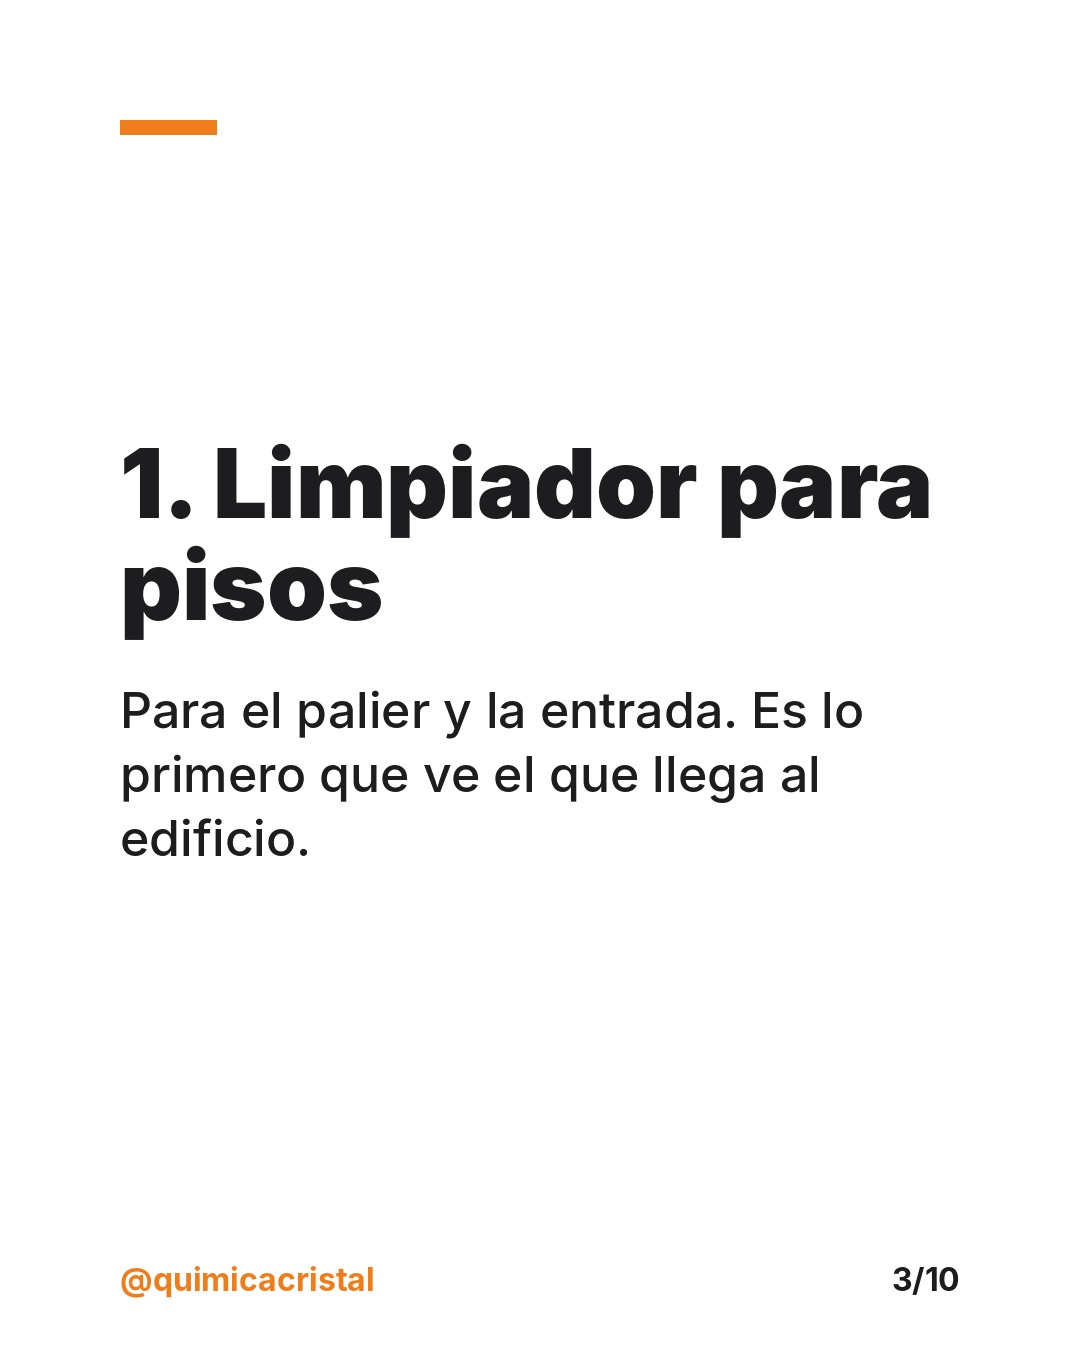 1. Limpiador para
pisos
Para el palier y la entrada. Es lo
primero que ve el que llega al
edificio.
@quimicacristal
3/10